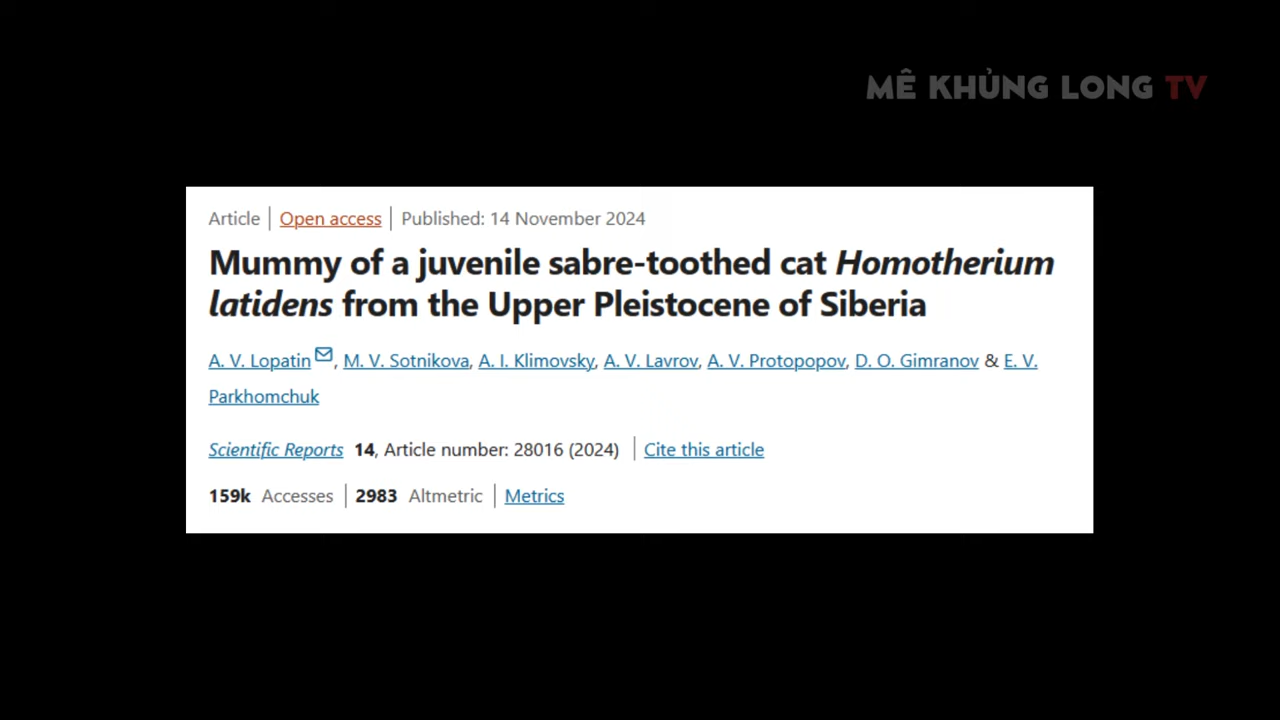 MÊ KHỦNG LONG TV
Article | Open access | Published: 14 November 2024
Mummy of a juvenile sabre-toothed cat Homotherium
latidens from the Upper Pleistocene of Siberia
A. V. Lopatin, M. V. Sotnikova, A. I. Klimovsky, A. V. Lavrov, A. V. Protopopov, D. O. Gimranov & E. V.
Parkhomchuk
Scientific Reports 14, Article number: 28016 (2024) | Cite this article
159k Accesses | 2983 Altmetric | Metrics